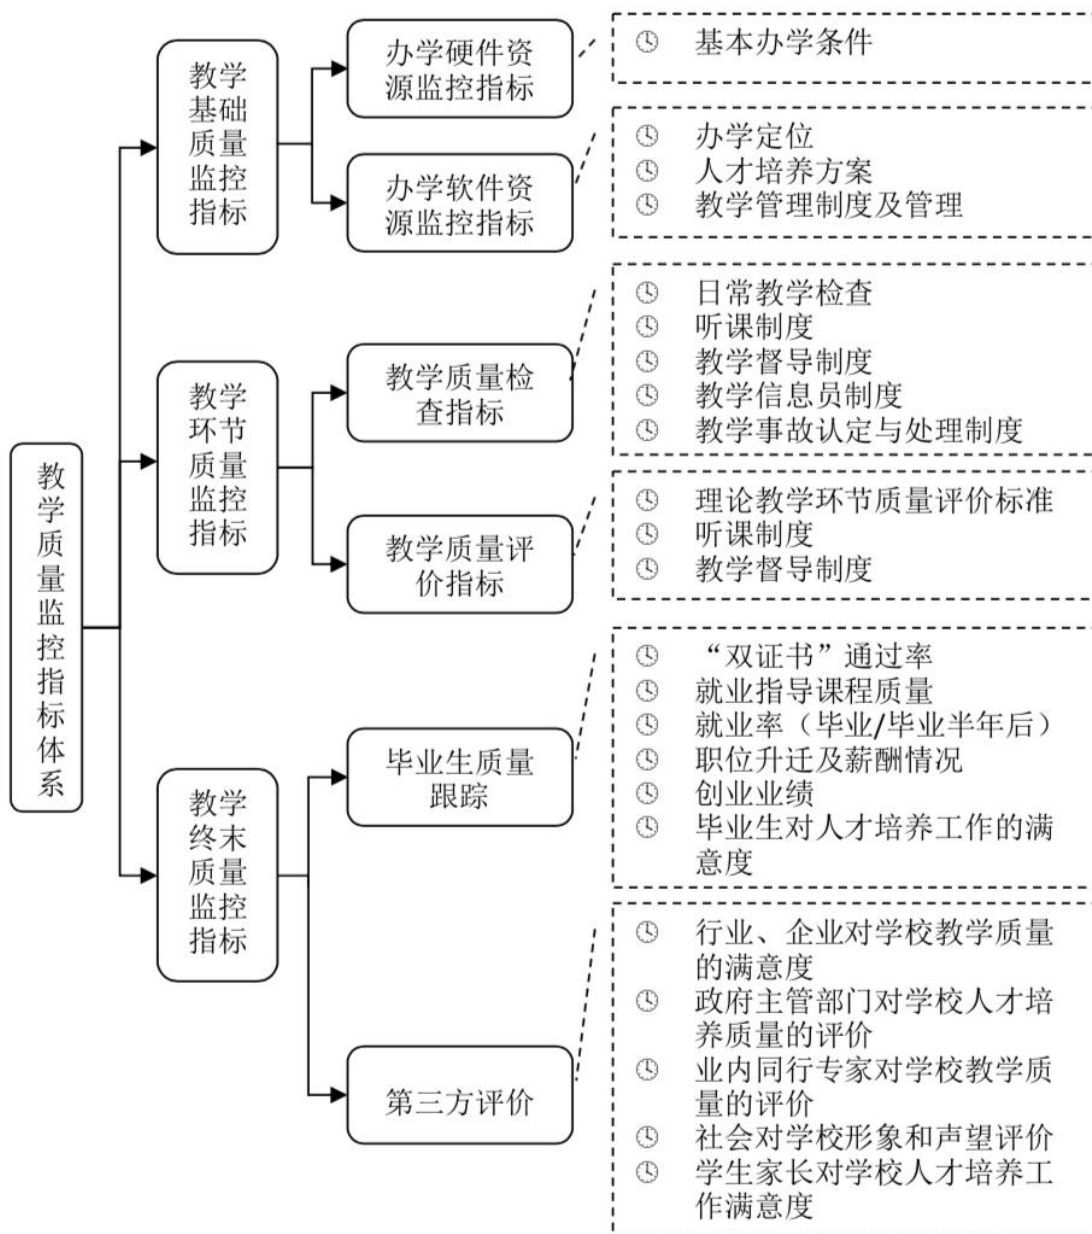 教学质量监控指标体系
教学
基础
质量
监控
指标
办学硬件资
源监控指标
基本办学条件
办学软件资
源监控指标
办学定位
人才培养方案
教学管理制度及管理
教学
环节
质量
监控
指标
教学质量检
查指标
日常教学检查
听课制度
教学督导制度
教学信息员制度
教学事故认定与处理制度
教学质量评
价指标
理论教学环节质量评价标准
听课制度
教学督导制度
教学
终末
质量
监控
指标
毕业生质量
跟踪
“双证书”通过率
就业指导课程质量
就业率（毕业/毕业半年后）
职位升迁及薪酬情况
创业业绩
毕业生对人才培养工作的满
意度
第三方评价
行业、企业对学校教学质量
的满意度
政府主管部门对学校人才培
养质量的评价
业内同行专家对学校教学质
量的评价
社会对学校形象和声望评价
学生家长对学校人才培养工
作满意度